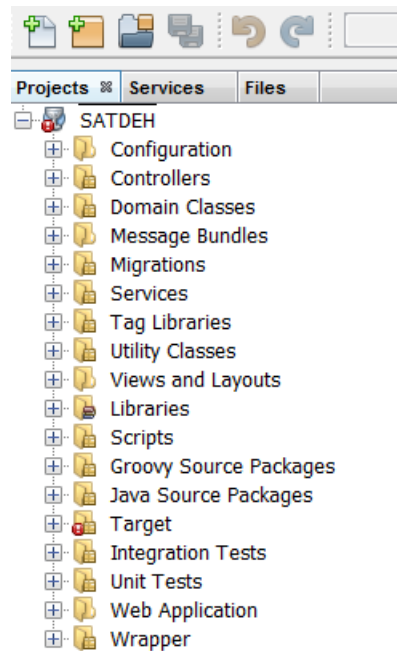 Projects Services Files
SATDEH
Configuration
Controllers
Domain Classes
Message Bundles
Migrations
Services
Tag Libraries
Utility Classes
Views and Layouts
Libraries
Scripts
Groovy Source Packages
Java Source Packages
Target
Integration Tests
Unit Tests
Web Application
Wrapper